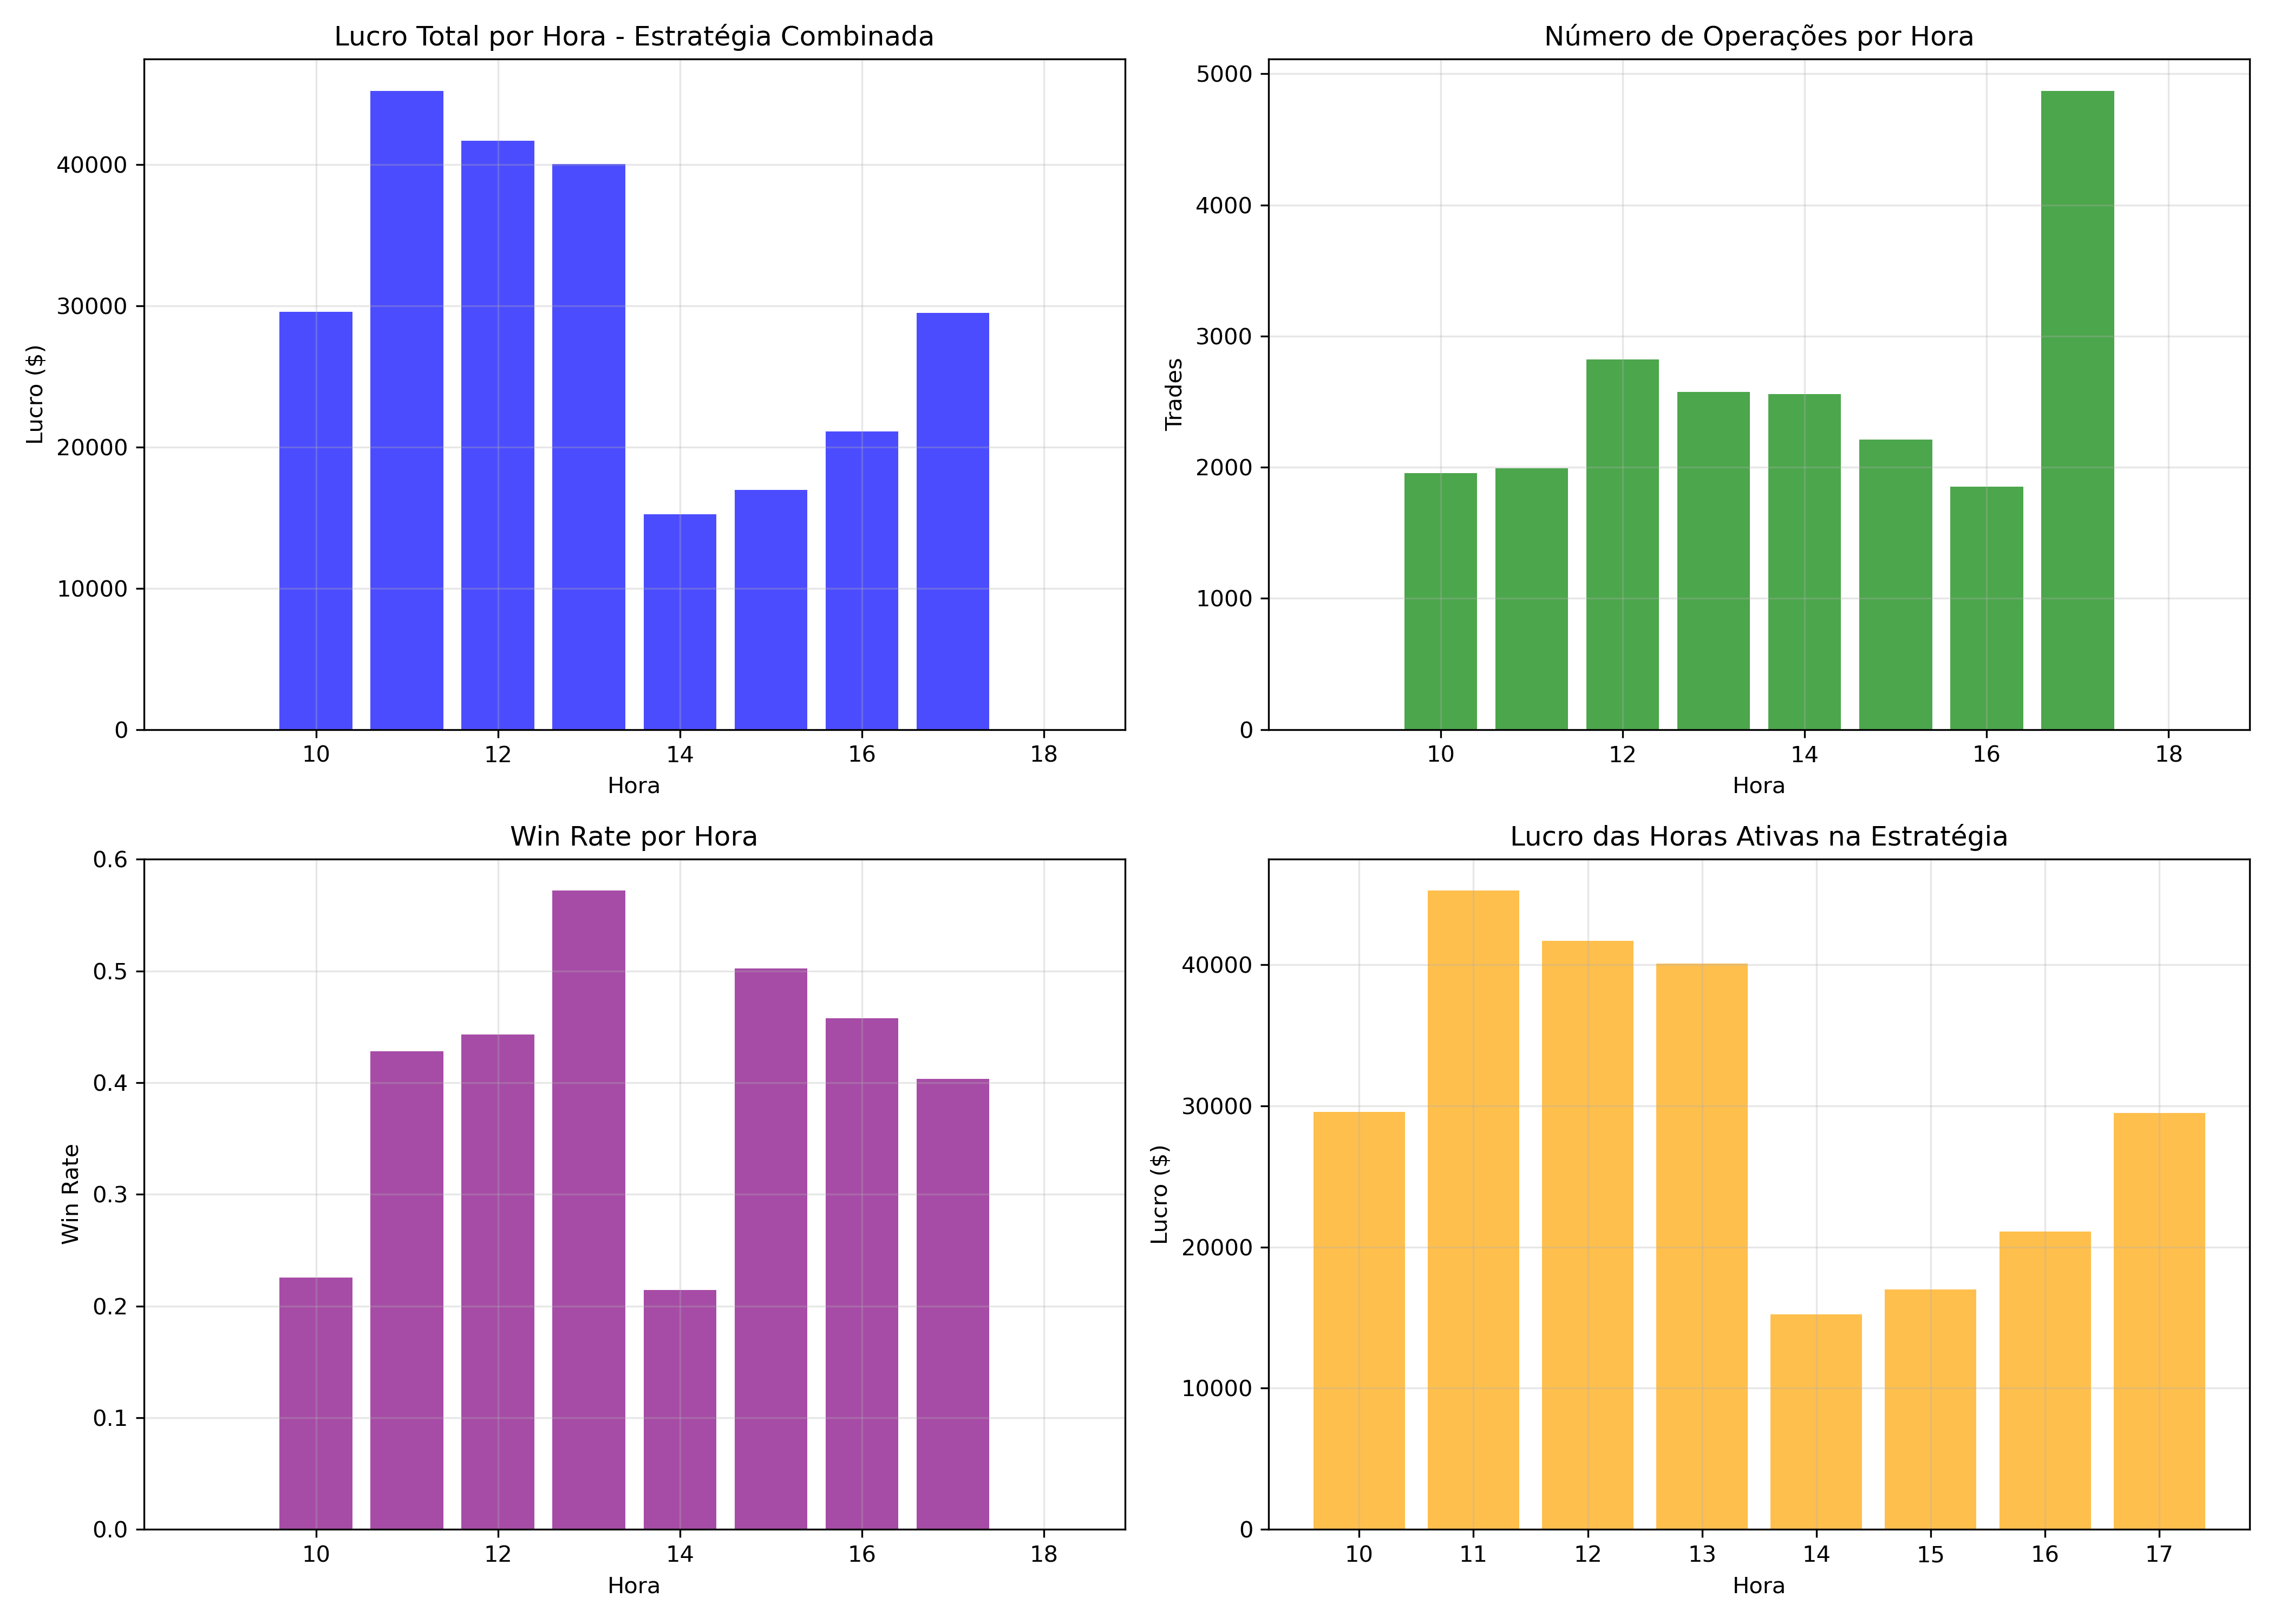 Lucro Total por Hora - Estratégia Combinada
Lucro ($)
40000
30000
20000
10000
0
10 12 14 16 18
Hora
Número de Operações por Hora
Trades
5000
4000
3000
2000
1000
0
10 12 14 16 18
Hora
Win Rate por Hora
Win Rate
0.6
0.5
0.4
0.3
0.2
0.1
0.0
10 12 14 16 18
Hora
Lucro das Horas Ativas na Estratégia
Lucro ($)
40000
30000
20000
10000
0
10 11 12 13 14 15 16 17
Hora